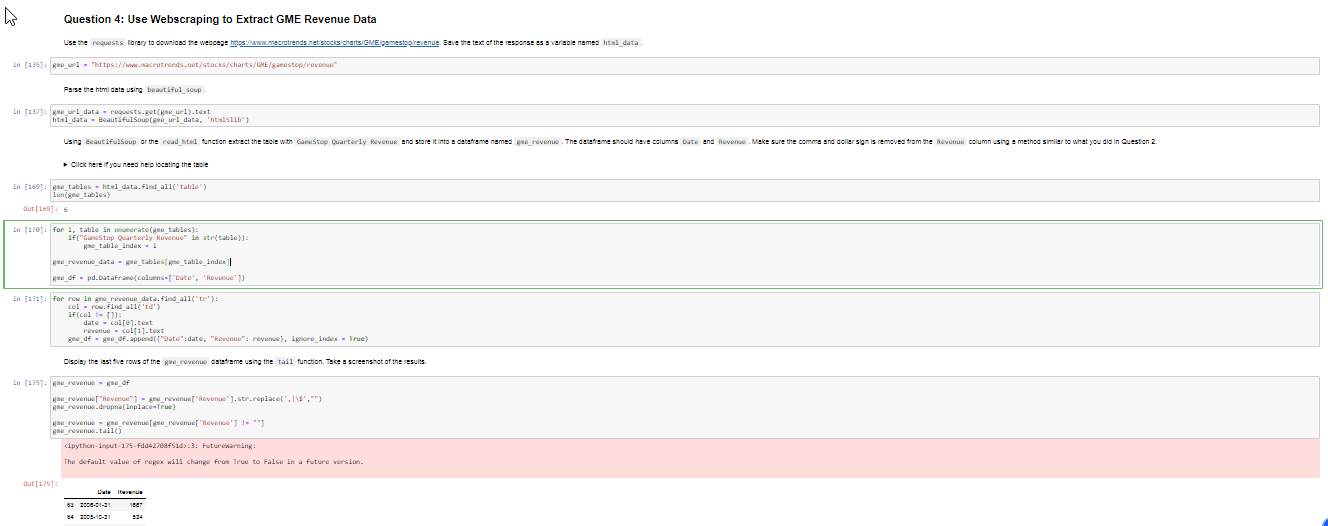 Question 4: Use Webscraping to Extract GME Revenue Data
Use the requests library to download the webpage https://www.macrotrends.net/stocks/charts/GME/gamestop/revenue. Save the text of the response as a variable named html_data .
In [135]: gme_url = "https://www.macrotrends.net/stocks/charts/GME/gamestop/revenue"
Parse the html data using beautiful_soup .
In [137]: gme_url_data = requests.get(gme_url).text
html_data = BeautifulSoup(gme_url_data, 'html5lib')
Using BeautifulSoup or the read_html function extract the table with GameStop Quarterly Revenue and store it into a dataframe named gme_revenue . The dataframe should have columns Date and Revenue . Make sure the comma and dollar sign is removed from the Revenue column using a method similar to what you did in Question 2.
Click here if you need help locating the table
In [169]: gme_tables = html_data.find_all('table')
len(gme_tables)
Out[169]: 6
In [170]: for i, table in enumerate(gme_tables):
if("GameStop Quarterly Revenue" in str(table)):
gme_table_index = i
gme_revenue_data = gme_tables[gme_table_index]
gme_df = pd.DataFrame(columns=['Date', 'Revenue'])
In [171]: for row in gme_revenue_data.find_all('tr'):
col = row.find_all('td')
if(col != []):
date = col[0].text
revenue = col[1].text
gme_df = gme_df.append({"Date":date, "Revenue": revenue}, ignore_index = True)
Display the last five rows of the gme_revenue dataframe using the tail function. Take a screenshot of the results.
In [175]: gme_revenue = gme_df
gme_revenue["Revenue"] = gme_revenue['Revenue'].str.replace(',|\$',"")
gme_revenue.dropna(inplace=True)
gme_revenue = gme_revenue[gme_revenue['Revenue'] != ""]
gme_revenue.tail()
<ipython-input-175-fdd42708f51d>:3: FutureWarning:
The default value of regex will change from True to False in a future version.
Out[175]:
Date Revenue
63 2006-01-31 1667
64 2005-10-31 534